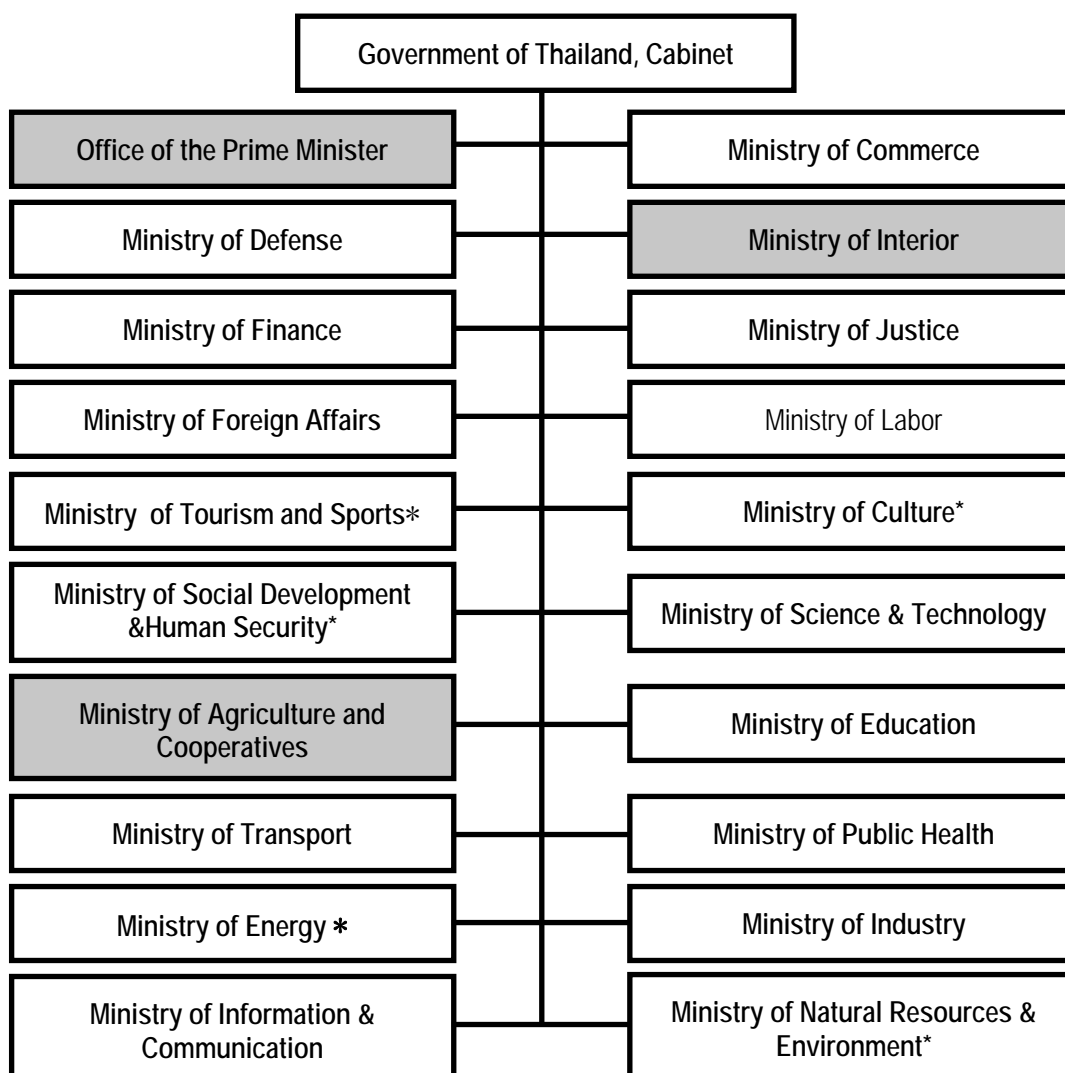 Government of Thailand, Cabinet
Office of the Prime Minister
Ministry of Commerce
Ministry of Defense
Ministry of Interior
Ministry of Finance
Ministry of Justice
Ministry of Foreign Affairs
Ministry of Labor
Ministry of Tourism and Sports*
Ministry of Culture*
Ministry of Social Development
&Human Security*
Ministry of Science & Technology
Ministry of Agriculture and
Cooperatives
Ministry of Education
Ministry of Transport
Ministry of Public Health
Ministry of Energy *
Ministry of Industry
Ministry of Information &
Communication
Ministry of Natural Resources &
Environment*